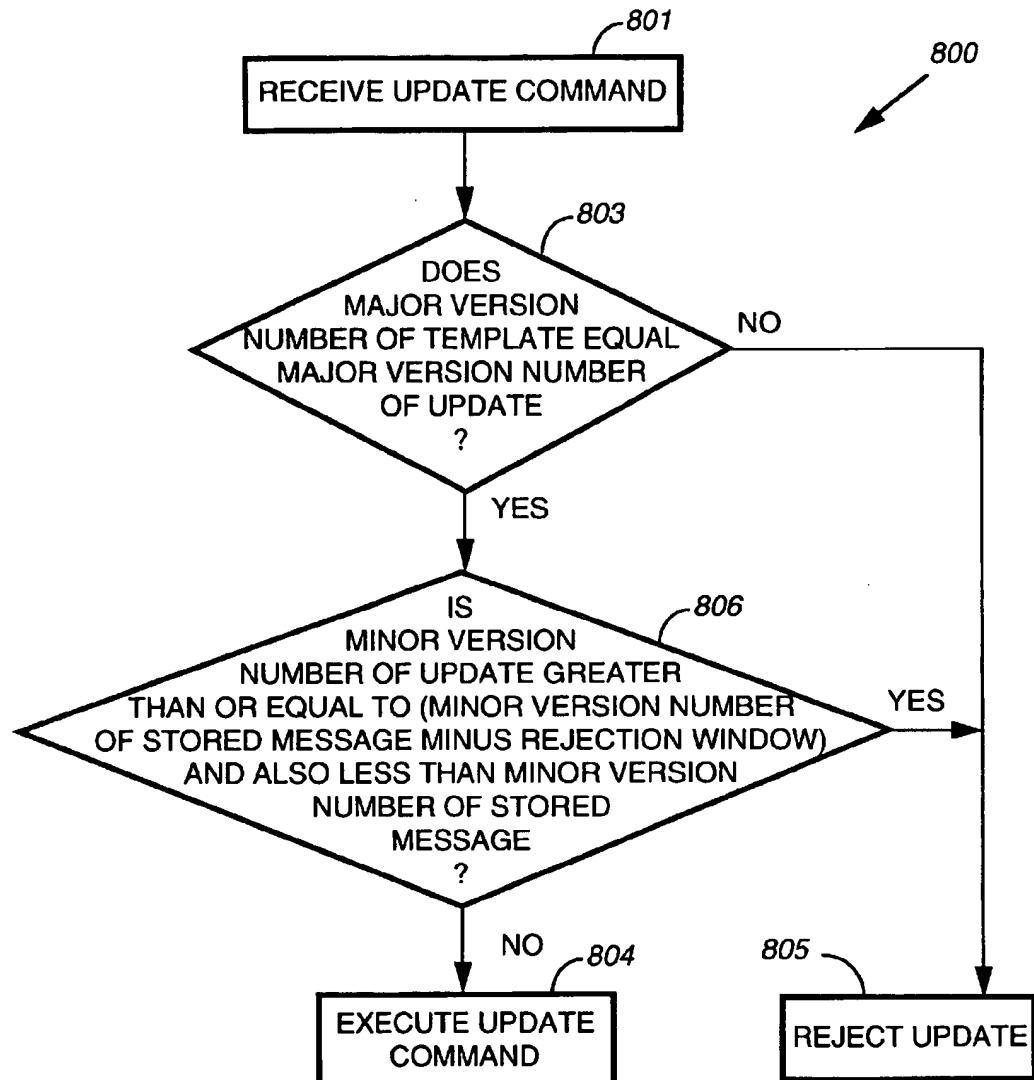 801
RECEIVE UPDATE COMMAND
800
803
DOES
MAJOR VERSION
NUMBER OF TEMPLATE EQUAL
MAJOR VERSION NUMBER
OF UPDATE
?
NO
YES
806
IS
MINOR VERSION
NUMBER OF UPDATE GREATER
THAN OR EQUAL TO (MINOR VERSION NUMBER
OF STORED MESSAGE MINUS REJECTION WINDOW)
AND ALSO LESS THAN MINOR VERSION
NUMBER OF STORED
MESSAGE
?
YES
NO
804
EXECUTE UPDATE
COMMAND
805
REJECT UPDATE